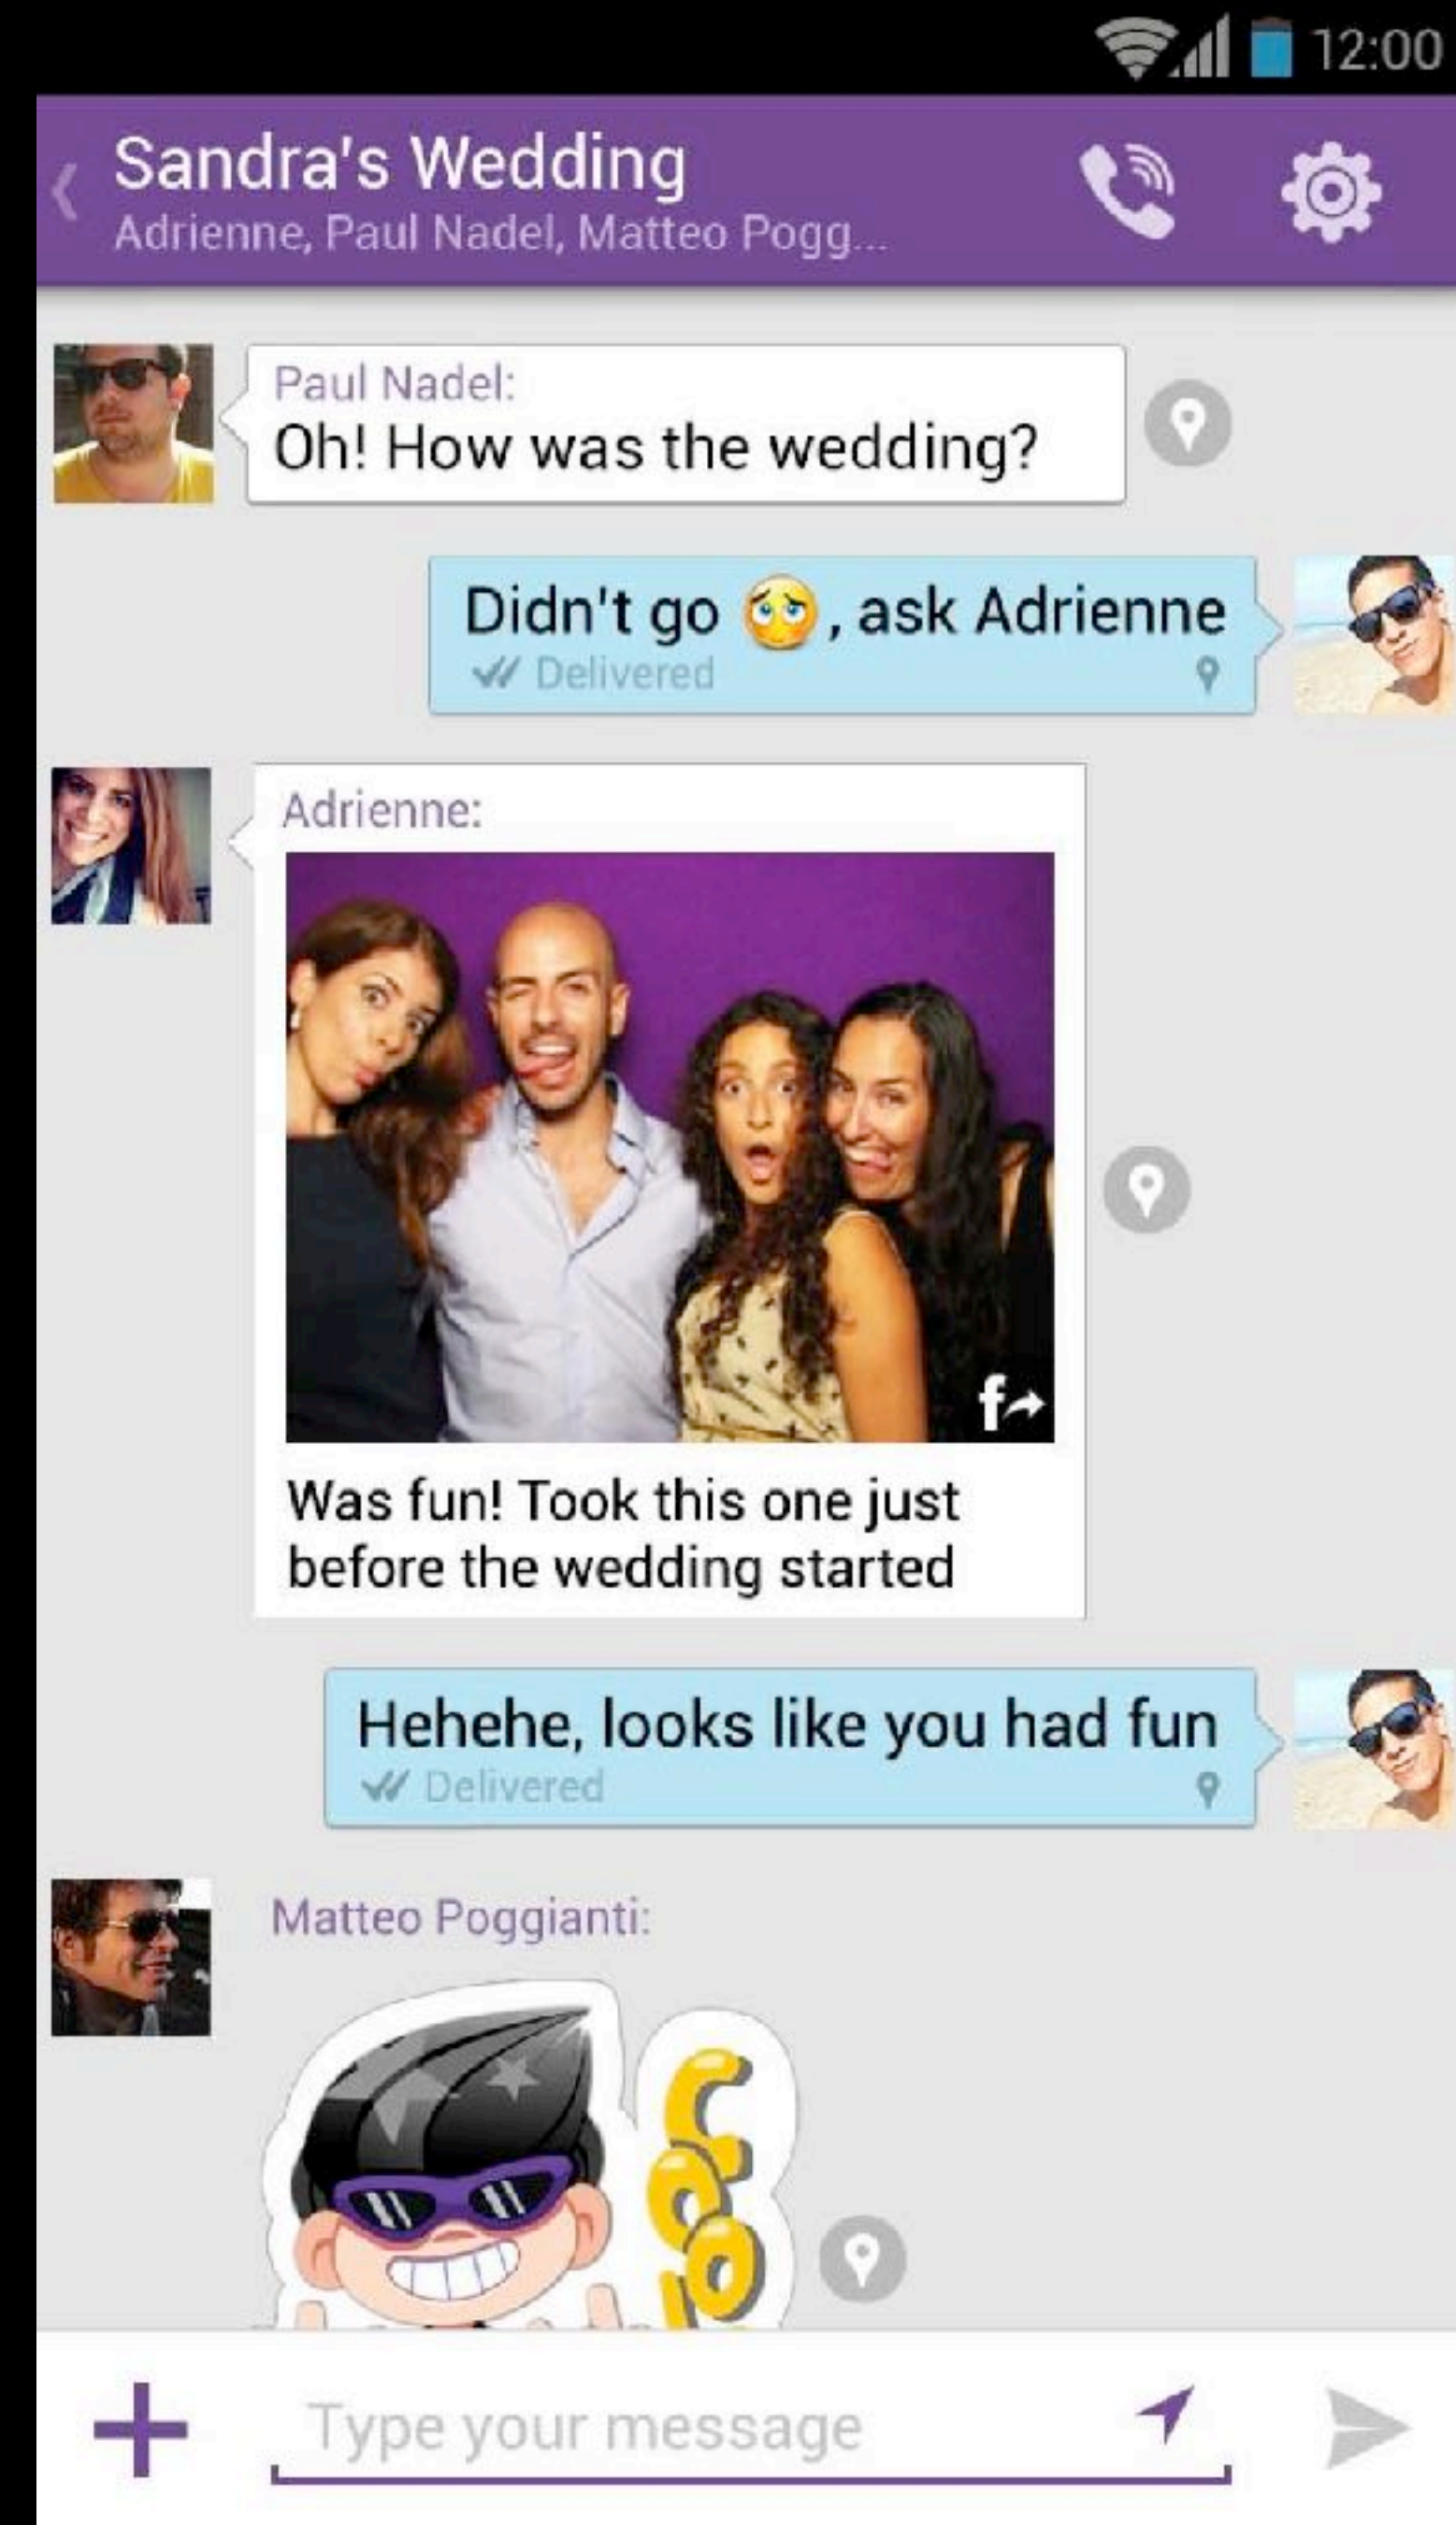 12:00
Sandra's Wedding
Adrienne, Paul Nadel, Matteo Pogg...
Paul Nadel:
Oh! How was the wedding?
Didn't go 😟, ask Adrienne
Delivered
Adrienne:
f
Was fun! Took this one just
before the wedding started
Hehehe, looks like you had fun
Delivered
Matteo Poggianti:
COOL
Type your message